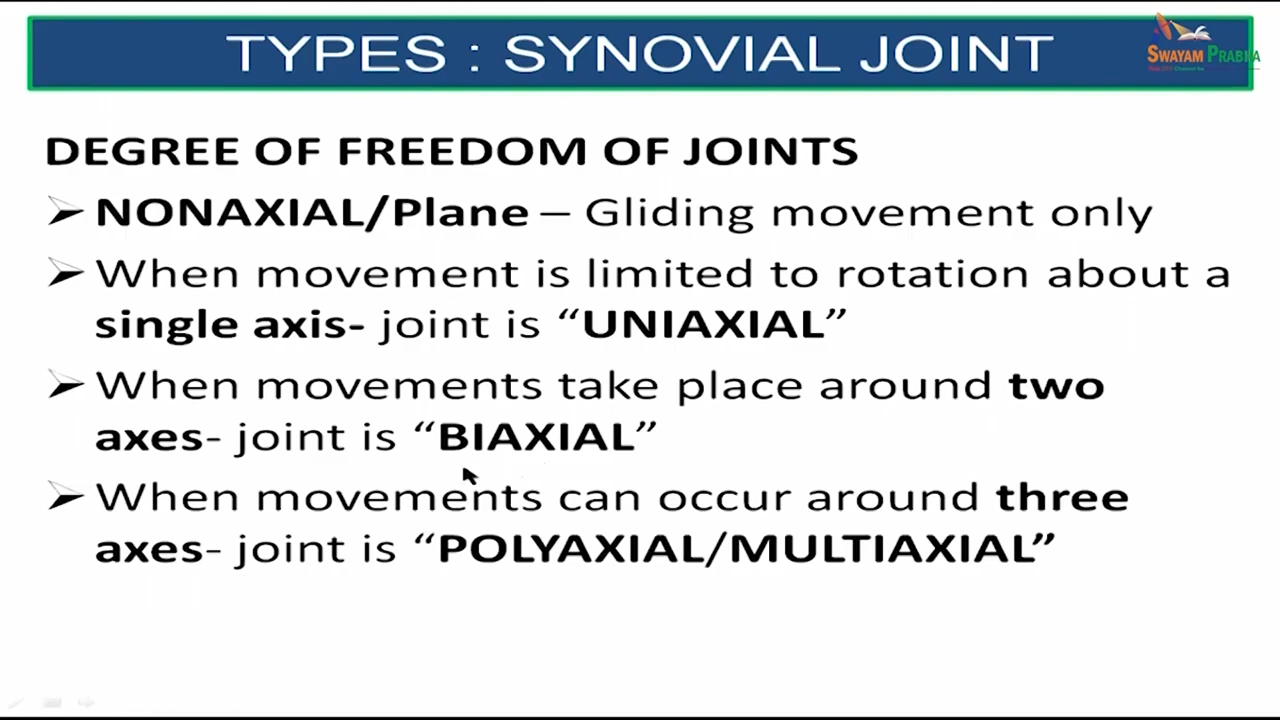 TYPES : SYNOVIAL JOINT
SWAYAM PRABHA
DEGREE OF FREEDOM OF JOINTS
➢ NONAXIAL/Plane – Gliding movement only
➢ When movement is limited to rotation about a
single axis- joint is “UNIAXIAL”
➢ When movements take place around two
axes- joint is “BIAXIAL”
➢ When movements can occur around three
axes- joint is “POLYAXIAL/MULTIAXIAL”